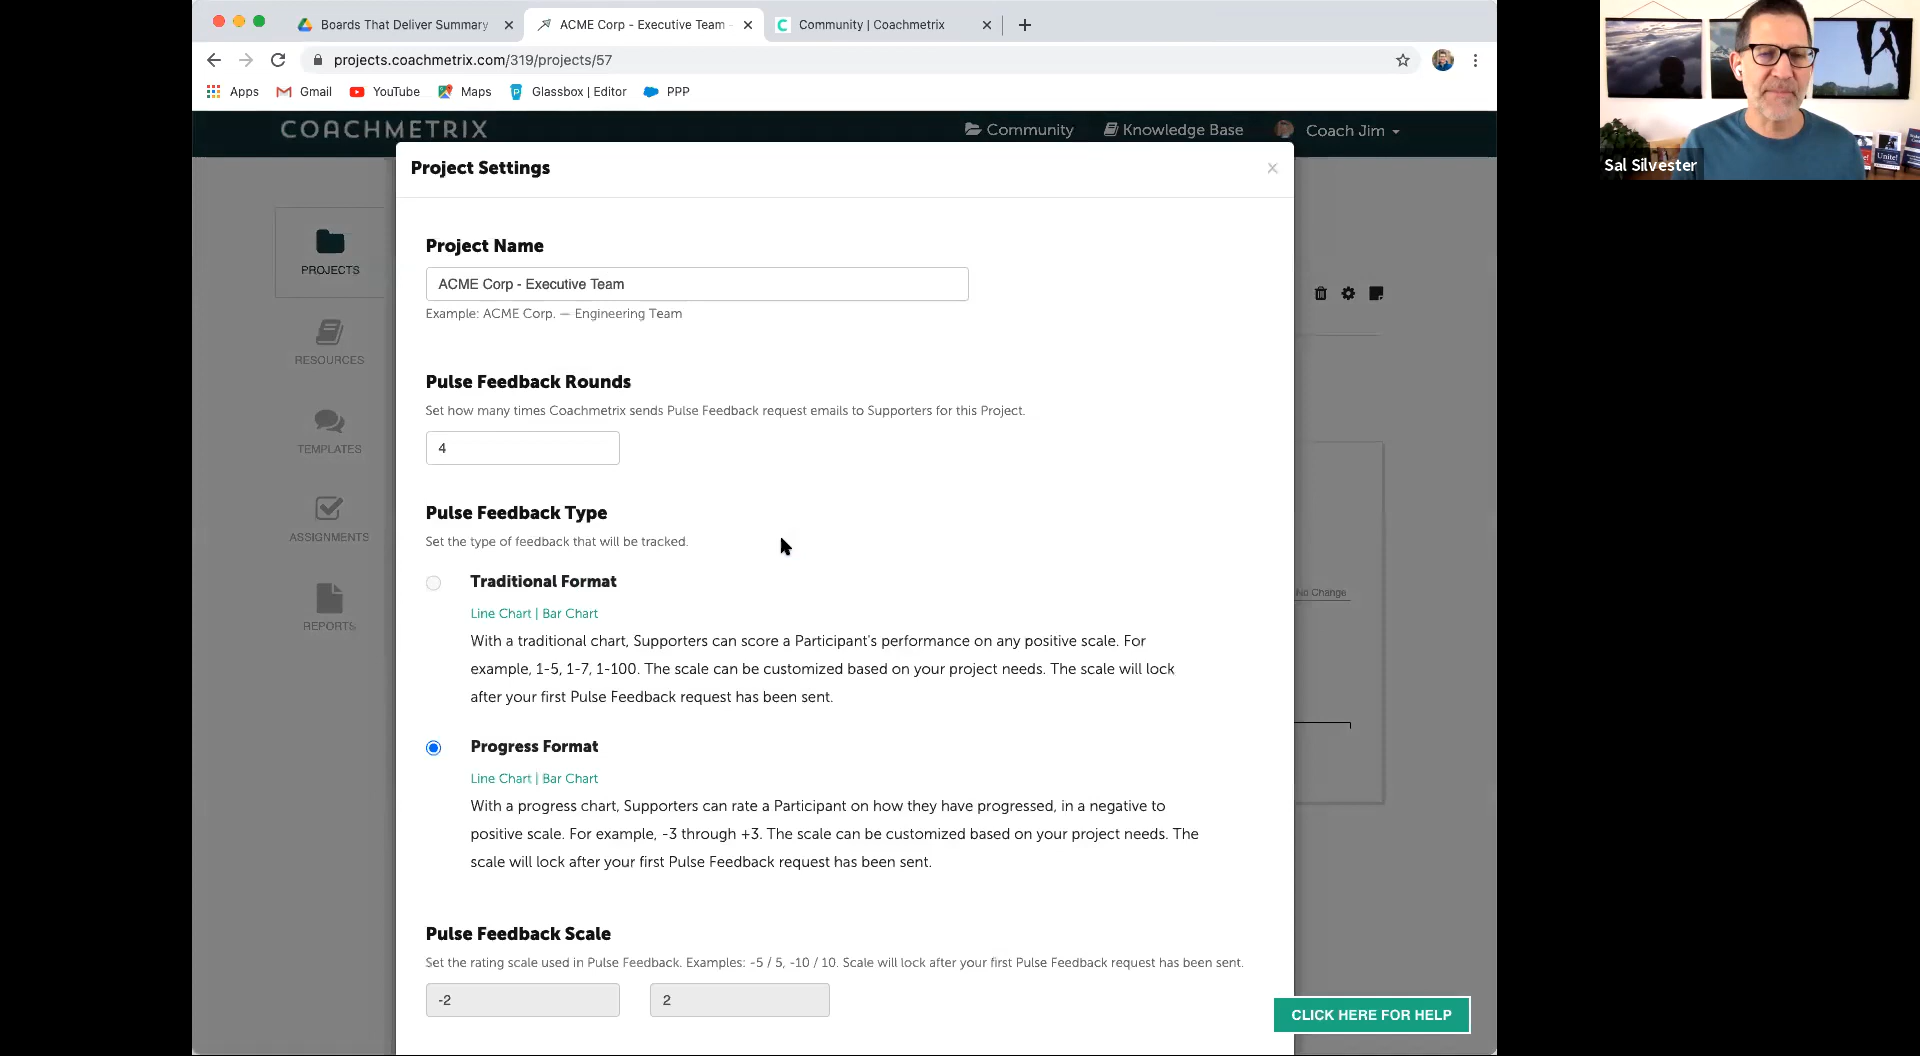 Boards That Deliver Summary
ACME Corp - Executive Team -
Community | Coachmetrix
projects.coachmetrix.com/319/projects/57
Apps
Gmail
YouTube
Maps
Glassbox | Editor
PPP
COACHMETRIX
Community
Knowledge Base
Coach Jim
Sal Silvester
Unite!
PROJECTS
RESOURCES
TEMPLATES
ASSIGNMENTS
REPORTS
Project Settings
Project Name
ACME Corp - Executive Team
Example: ACME Corp. — Engineering Team
Pulse Feedback Rounds
Set how many times Coachmetrix sends Pulse Feedback request emails to Supporters for this Project.
4
Pulse Feedback Type
Set the type of feedback that will be tracked.
Traditional Format
Line Chart | Bar Chart
With a traditional chart, Supporters can score a Participant's performance on any positive scale. For
example, 1-5, 1-7, 1-100. The scale can be customized based on your project needs. The scale will lock
after your first Pulse Feedback request has been sent.
No Change
Progress Format
Line Chart | Bar Chart
With a progress chart, Supporters can rate a Participant on how they have progressed, in a negative to
positive scale. For example, -3 through +3. The scale can be customized based on your project needs. The
scale will lock after your first Pulse Feedback request has been sent.
Pulse Feedback Scale
Set the rating scale used in Pulse Feedback. Examples: -5 / 5, -10 / 10. Scale will lock after your first Pulse Feedback request has been sent.
-2
2
CLICK HERE FOR HELP